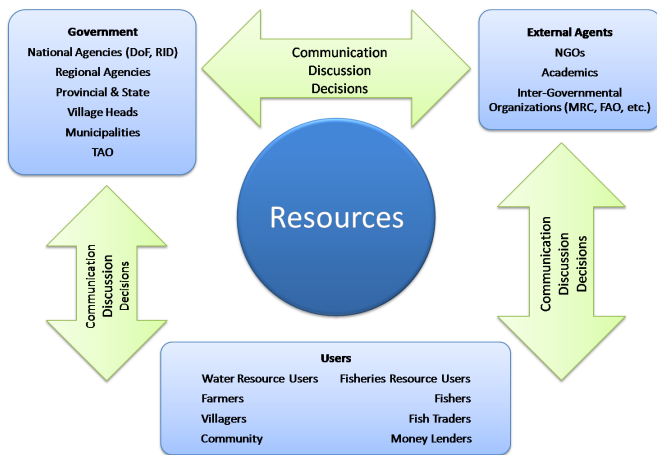 Government
National Agencies (DoF, RID)
Regional Agencies
Provincial & State
Village Heads
Municipalities
TAO
Communication
Discussion
Decisions
External Agents
NGOs
Academics
Inter-Governmental
Organizations (MRC, FAO, etc.)
Resources
Communication
Discussion
Decisions
Communication
Discussion
Decisions
Users
Water Resource Users Fisheries Resource Users
Farmers Fishers
Villagers Fish Traders
Community Money Lenders